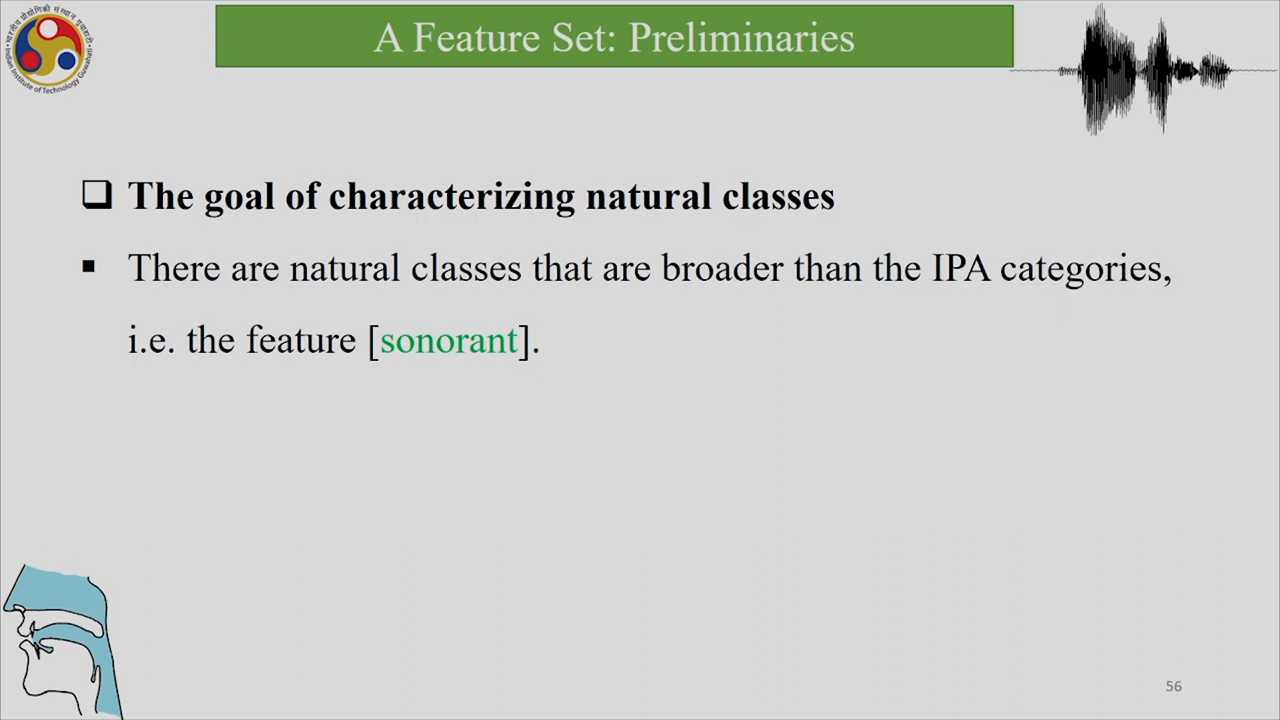 A Feature Set: Preliminaries
The goal of characterizing natural classes
There are natural classes that are broader than the IPA categories,
i.e. the feature [sonorant].
56